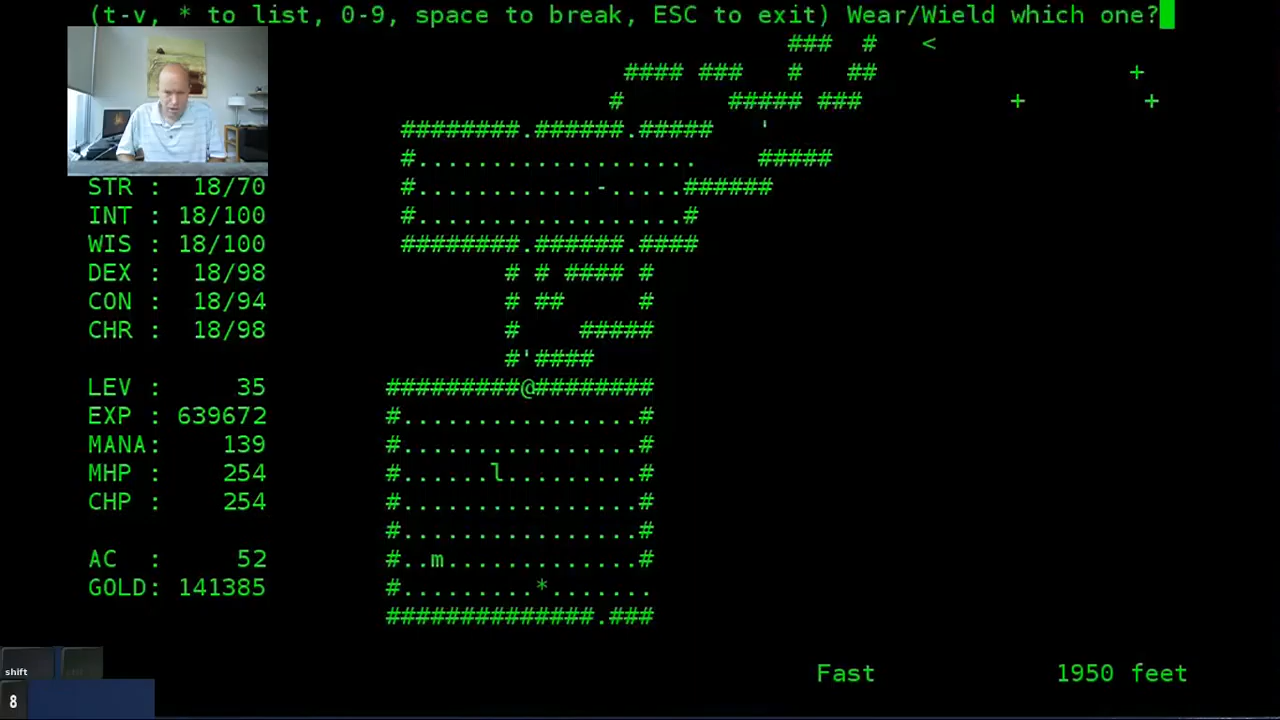 (t-v, * to list, 0-9, space to break, ESC to exit) Wear/Wield which one?
### # <
#### ### # ## +
# ##### ### + +
########.######.##### '
#................... #####
#............-.....######
#..................#
########.######.####
# # #### #
# ## #
# #####
#'####
#########@########
#................#
#................#
#......l.........#
#................#
#................#
#..m.............#
#.........*.......
##############.###
STR : 18/70
INT : 18/100
WIS : 18/100
DEX : 18/98
CON : 18/94
CHR : 18/98
LEV : 35
EXP : 639672
MANA: 139
MHP : 254
CHP : 254
AC : 52
GOLD: 141385
Fast 1950 feet
shift
8